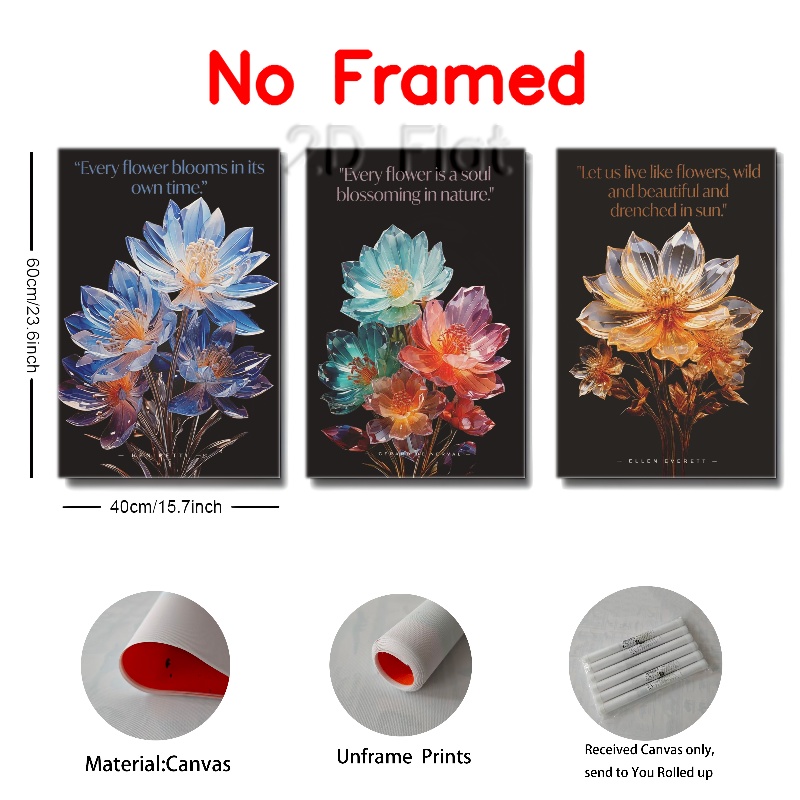 No Framed
2D Flat
“Every flower blooms in its
own time.”
"Every flower is a soul
blossoming in nature."
"Let us live like flowers, wild
and beautiful and
drenched in sun."
— ELLEN EVERETT —
60cm/23.6inch
40cm/15.7inch
Material:Canvas
Unframe Prints
Received Canvas only,
send to You Rolled up